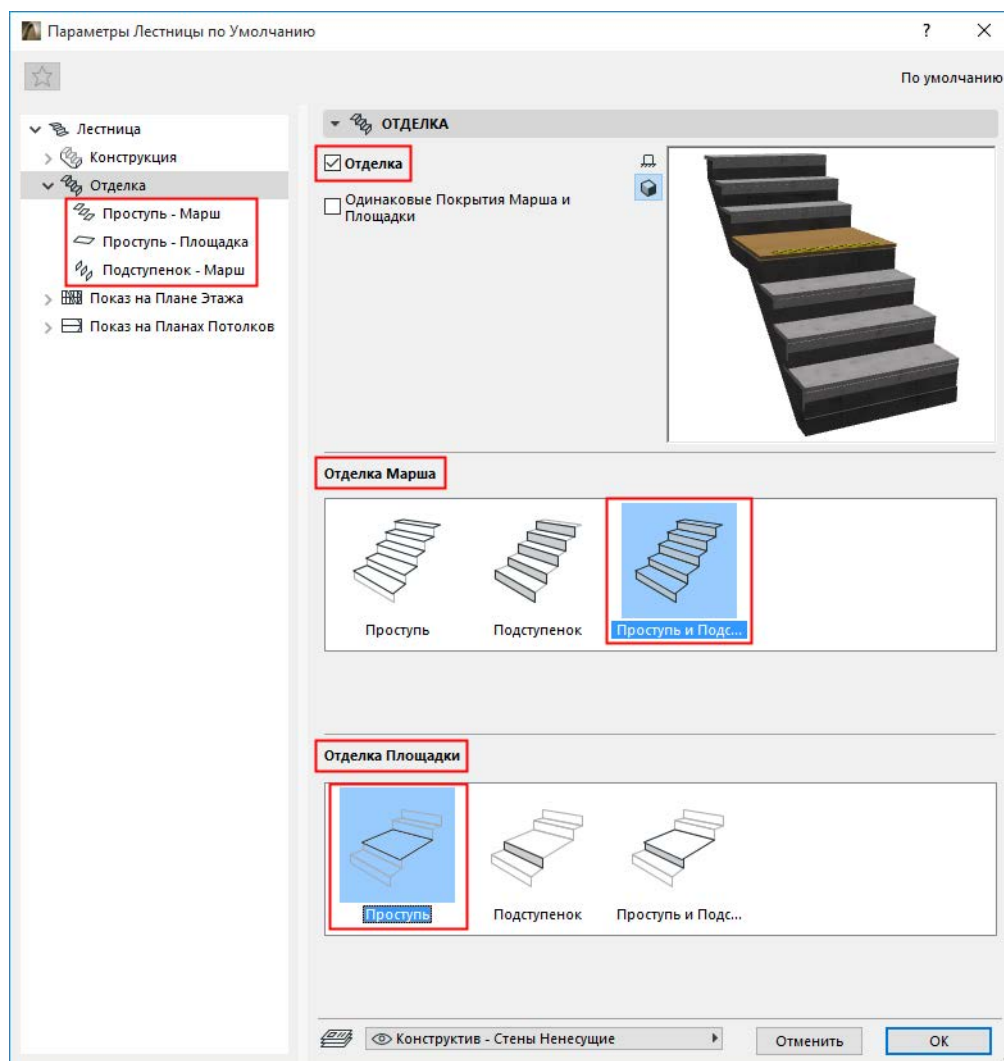 Параметры Лестницы по Умолчанию
?
По умолчанию
Лестница
Конструкция
Отделка
Проступь - Марш
Проступь - Площадка
Подступенок - Марш
Показ на Плане Этажа
Показ на Планах Потолков
ОТДЕЛКА
Отделка
Одинаковые Покрытия Марша и
Площадки
Отделка Марша
Проступь
Подступенок
Проступь и Подс...
Отделка Площадки
Проступь
Подступенок
Проступь и Подс...
Конструктив - Стены Ненесущие
Отменить
ОК